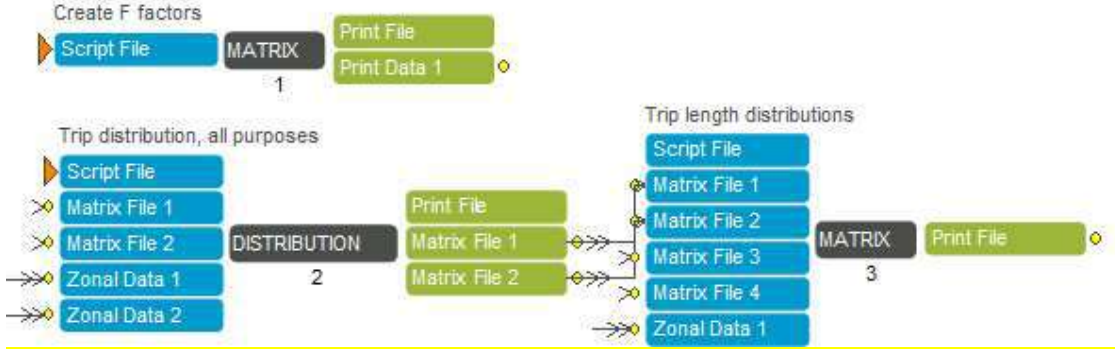 Create F factors
Script File
MATRIX
1
Print File
Print Data 1
Trip distribution, all purposes
Script File
Matrix File 1
Matrix File 2
Zonal Data 1
Zonal Data 2
DISTRIBUTION
2
Print File
Matrix File 1
Matrix File 2
Trip length distributions
Script File
Matrix File 1
Matrix File 2
Matrix File 3
Matrix File 4
Zonal Data 1
MATRIX
3
Print File